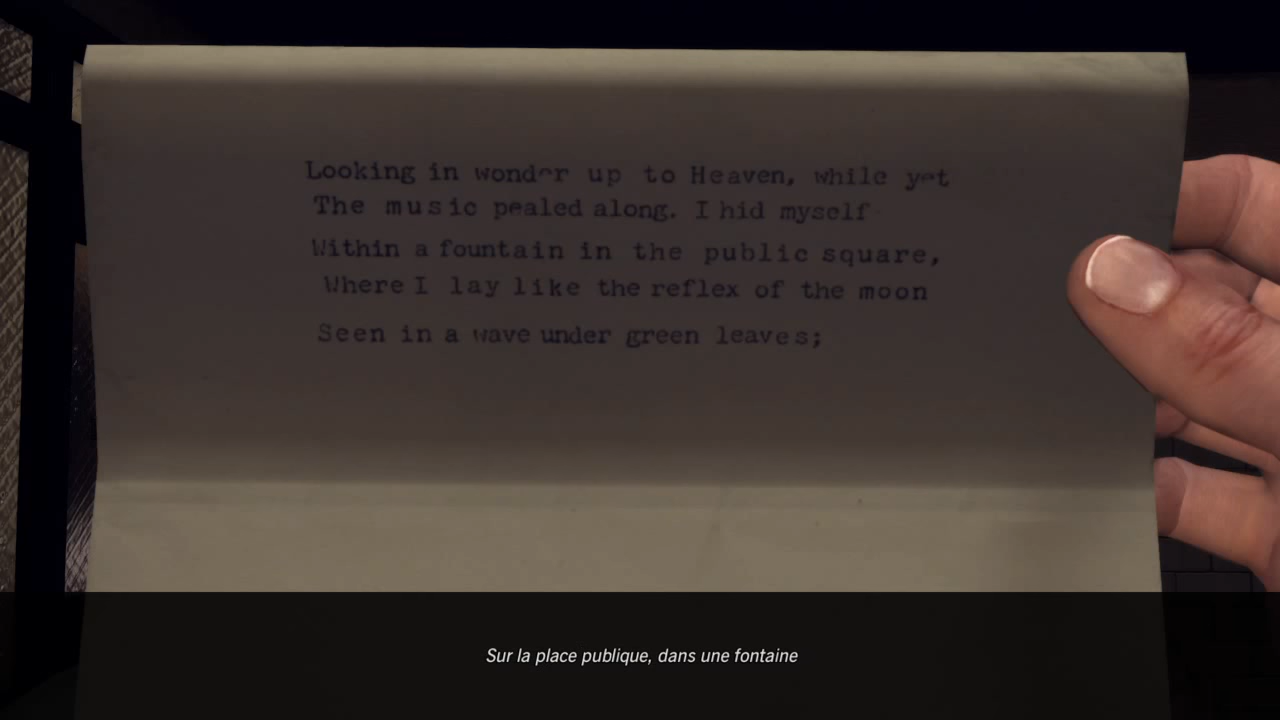 Looking in wonder up to Heaven, while yet
The music pealed along. I hid myself
Within a fountain in the public square,
Where I lay like the reflex of the moon
Seen in a wave under green leaves;
Sur la place publique, dans une fontaine